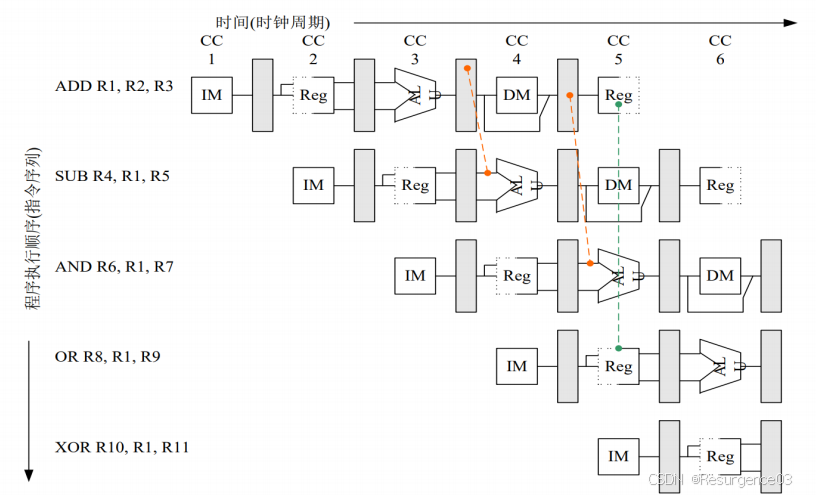 时间(时钟周期)
CC 1
CC 2
CC 3
CC 4
CC 5
CC 6
程序执行顺序(指令序列)
ADD R1, R2, R3
IM
Reg
ALU
DM
Reg
SUB R4, R1, R5
IM
Reg
ALU
DM
Reg
AND R6, R1, R7
IM
Reg
ALU
DM
OR R8, R1, R9
IM
Reg
ALU
XOR R10, R1, R11
IM
Reg
CSDN @Resurgence03